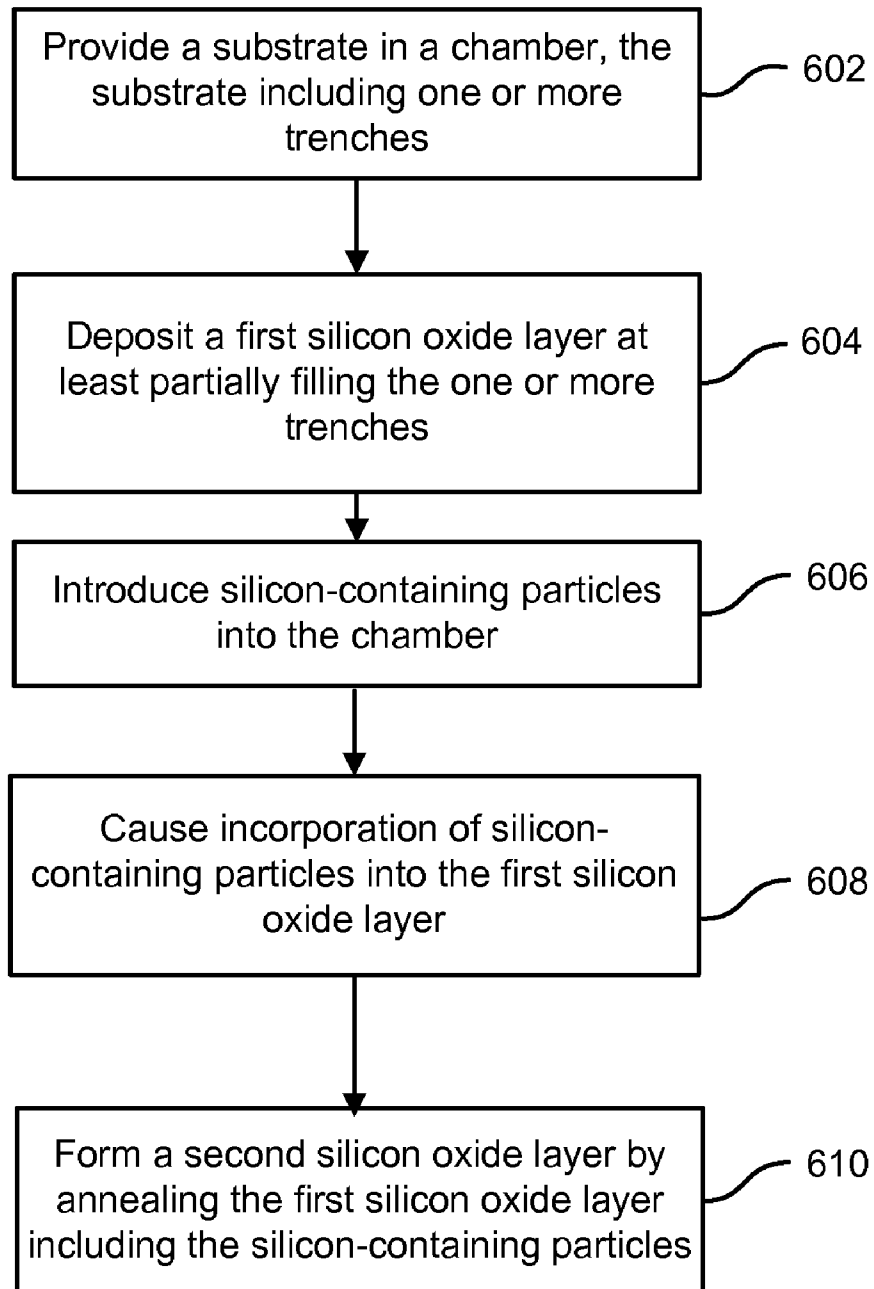 Provide a substrate in a chamber, the
substrate including one or more
trenches
602
Deposit a first silicon oxide layer at
least partially filling the one or more
trenches
604
Introduce silicon-containing particles
into the chamber
606
Cause incorporation of silicon-
containing particles into the first silicon
oxide layer
608
Form a second silicon oxide layer by
annealing the first silicon oxide layer
including the silicon-containing particles
610